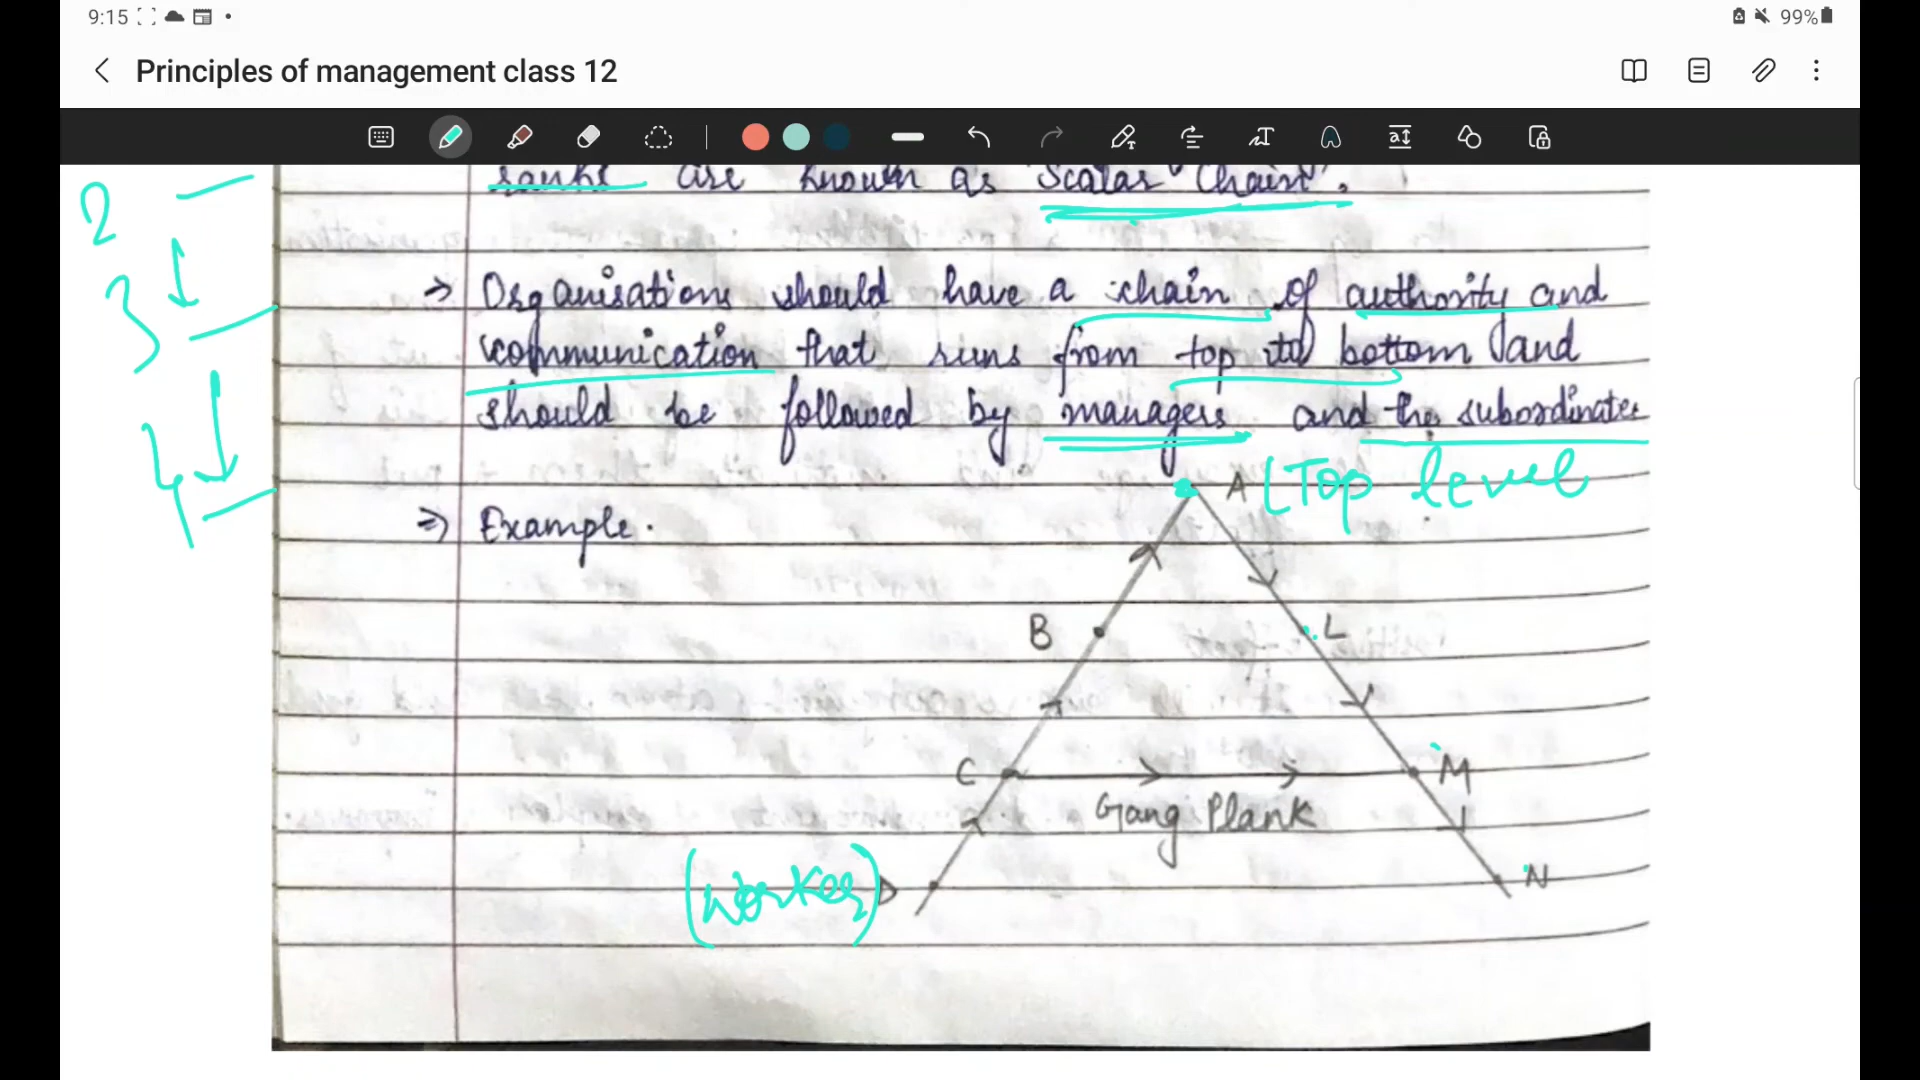 9:15
99%
Principles of management class 12
2
3
4
ranks are known as "Scalar Chain".
→ Organisations should have a chain of authority and
communication that runs from top to bottom and
should be followed by managers and the subordinates
A (Top level
⇒ Example.
B
L
C
M
Gang Plank
(Worker) D
N